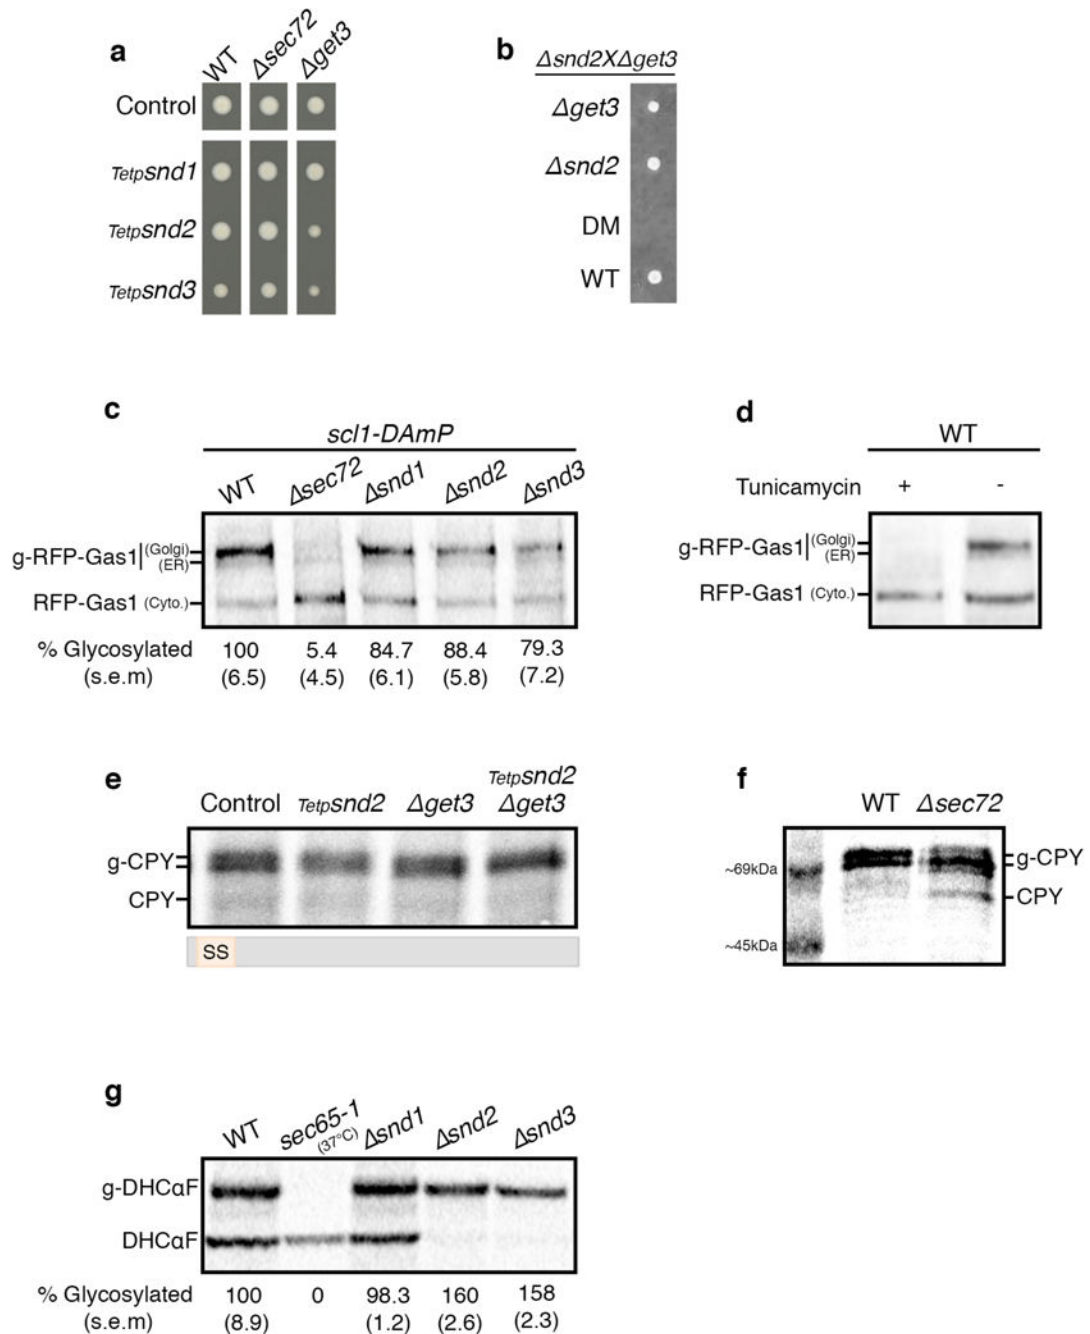 a
WT Δsec72 Δget3
Control
Tetpsnd1
Tetpsnd2
Tetpsnd3
b
Δsnd2XΔget3
Δget3
Δsnd2
DM
WT
c
scl1-DAmP
WT Δsec72 Δsnd1 Δsnd2 Δsnd3
g-RFP-Gas1 (Golgi) (ER)
RFP-Gas1 (Cyto.)
% Glycosylated 100 5.4 84.7 88.4 79.3
(s.e.m) (6.5) (4.5) (6.1) (5.8) (7.2)
d
WT
Tunicamycin + -
g-RFP-Gas1 (Golgi) (ER)
RFP-Gas1 (Cyto.)
e
Control Tetpsnd2 Δget3 Tetpsnd2 Δget3
g-CPY
CPY
SS
f
WT Δsec72
~69kDa
g-CPY
CPY
~45kDa
g
WT sec65-1 (37°C) Δsnd1 Δsnd2 Δsnd3
g-DHCαF
DHCαF
% Glycosylated 100 0 98.3 160 158
(s.e.m) (8.9) (1.2) (2.6) (2.3)